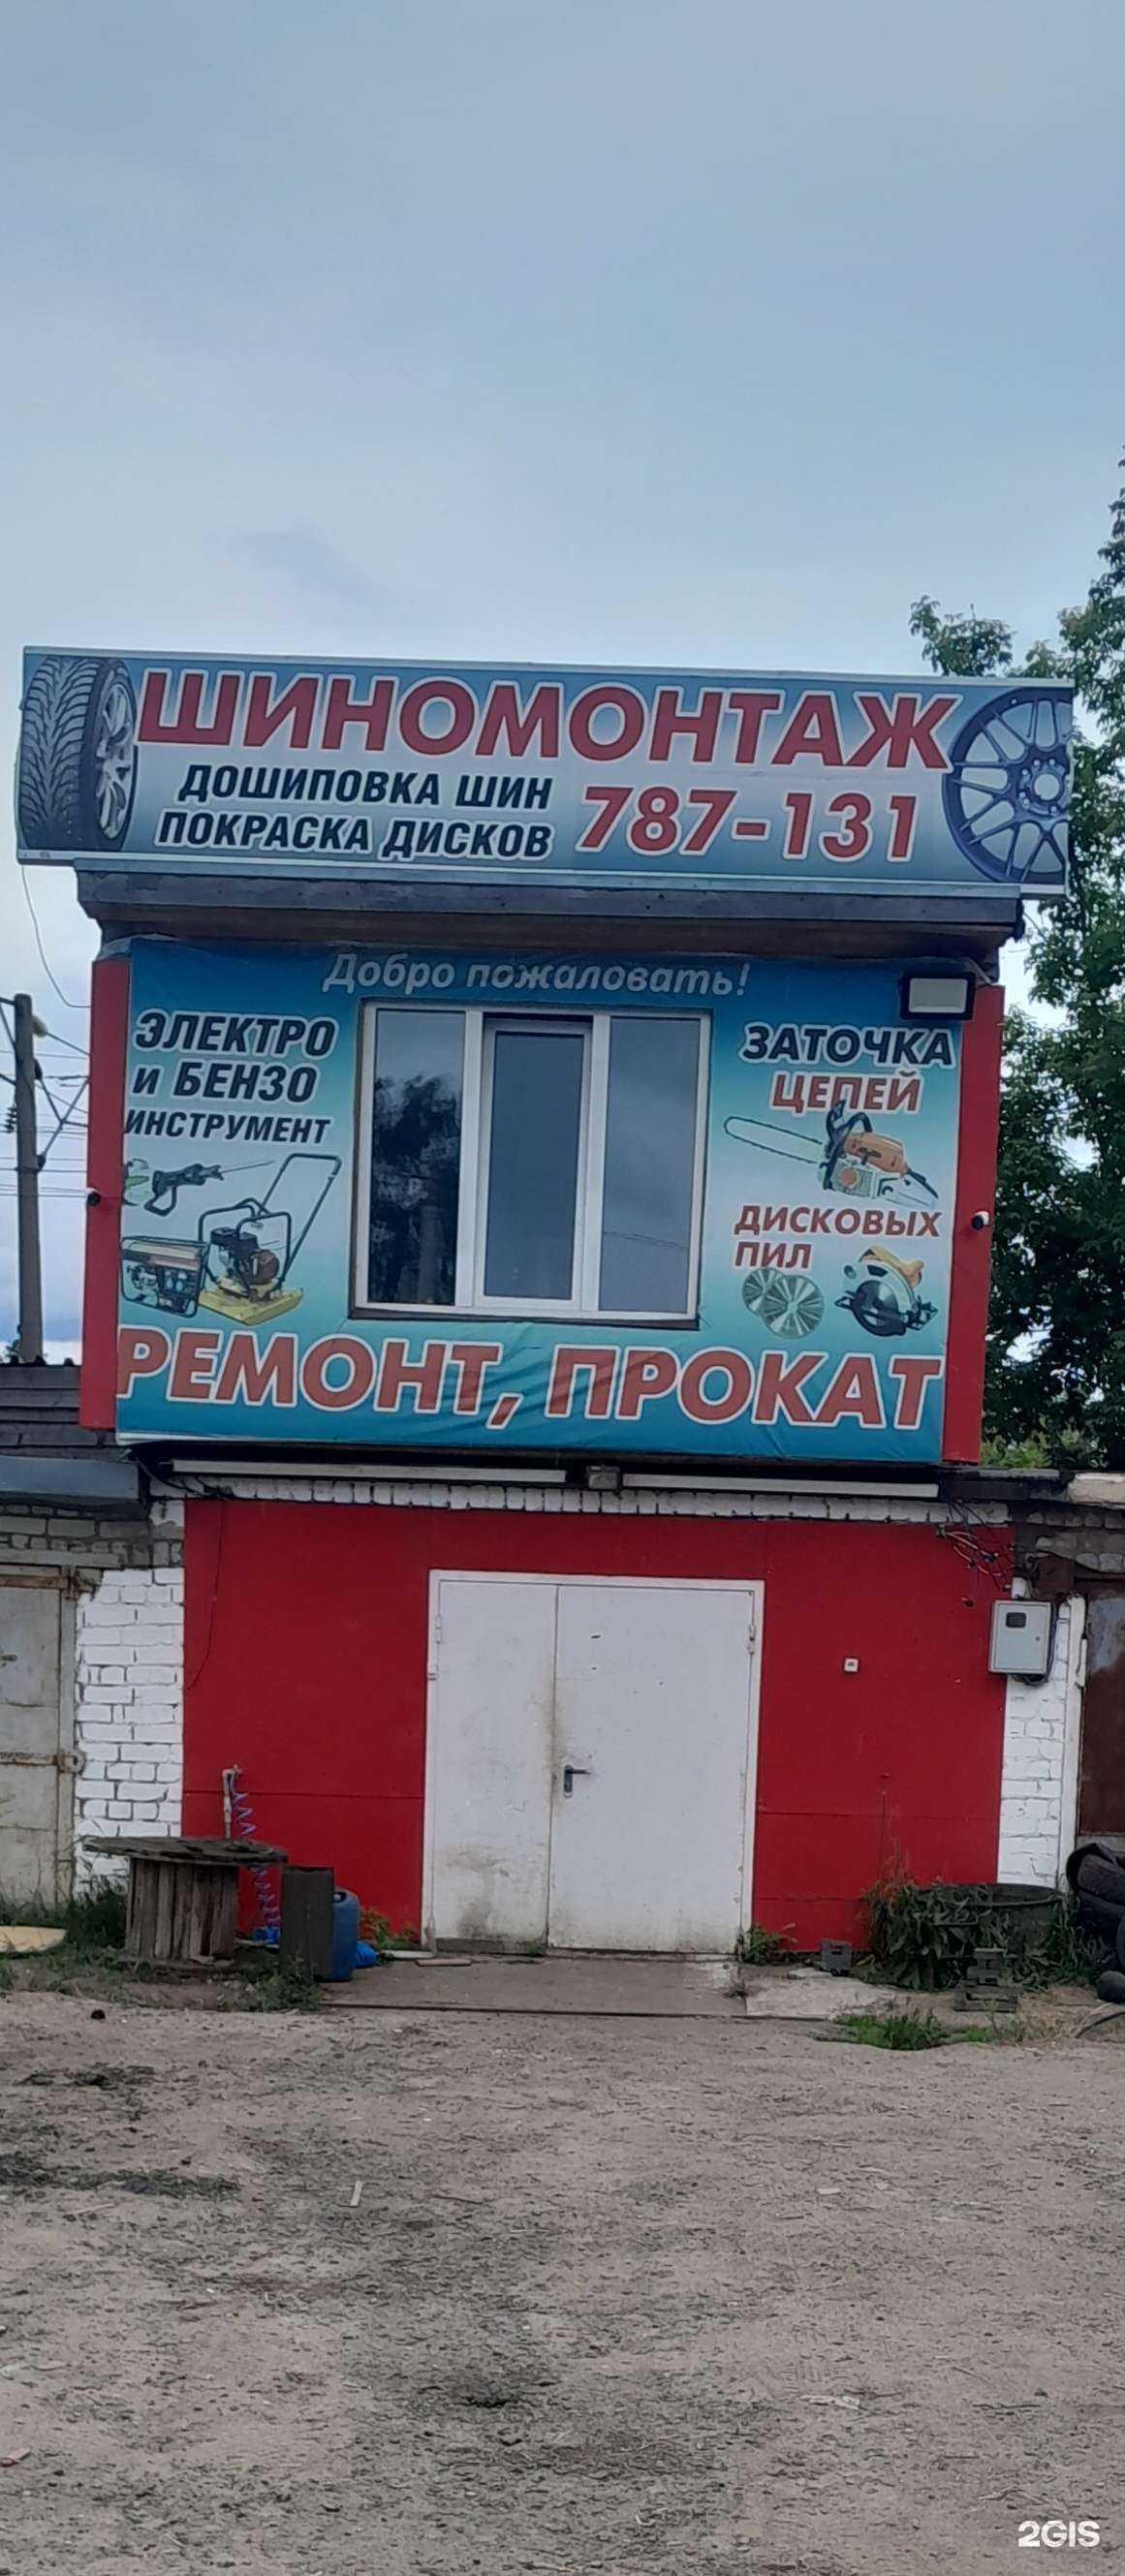 ШИНОМОНТАЖ
ДОШИПОВКА ШИН
ПОКРАСКА ДИСКОВ
787-131
Добро пожаловать!
ЭЛЕКТРО
и БЕНЗО
ИНСТРУМЕНТ
ЗАТОЧКА
ЦЕПЕЙ
ДИСКОВЫХ
ПИЛ
РЕМОНТ, ПРОКАТ
2GIS